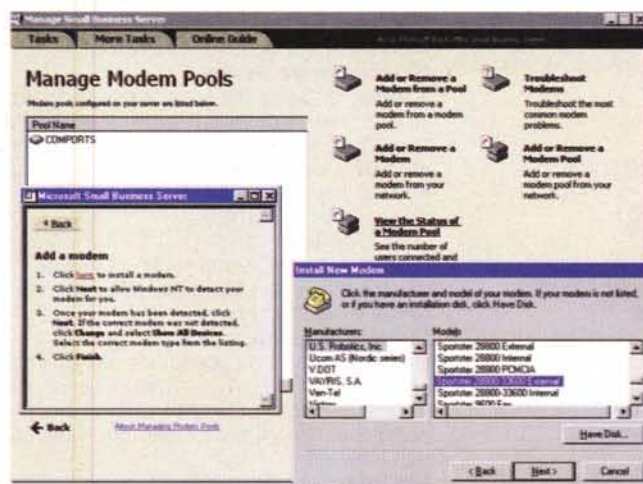 Manage Small Business Server
Tasks
More Tasks
Online Guide
Manage Modem Pools
Modem pools configured on your server are listed below.
Pool Name
COMPORTS
Add or Remove a
Modem from a Pool
Add or remove a
modem from a modem
pool.
Troubleshoot
Modems
Troubleshoot the most
common modem
problems.
Add or Remove a
Modem
Add or remove a
modem from your
network.
Add or Remove a
Modem Pool
Add or remove a
modem pool from your
network.
View the Status of
a Modem Pool
See the number of
users connected and
Microsoft Small Business Server
Back
Add a modem
1. Click here to install a modem.
2. Click Next to allow Windows NT to detect your
modem for you.
3. Once your modem has been detected, click
Next. If the correct modem was not detected,
click Change and select Show All Devices.
Select the correct modem type from the listing.
4. Click Finish.
Back
About Managing Modem Pools
Install New Modem
Click the manufacturer and model of your modem. If your modem is not listed,
or if you have an installation disk, click Have Disk.
Manufacturers:
U.S. Robotics, Inc.
Ucom AS (Nordic series)
V.DOT
VAYRIS, S.A.
Ven-Tel
Models:
Sportster 28800 External
Sportster 28800 Internal
Sportster 28800 PCMCIA
Sportster 28800-33600 External
Sportster 28800-33600 Internal
Sportster 9600 Fax
Have Disk...
< Back
Next >
Cancel